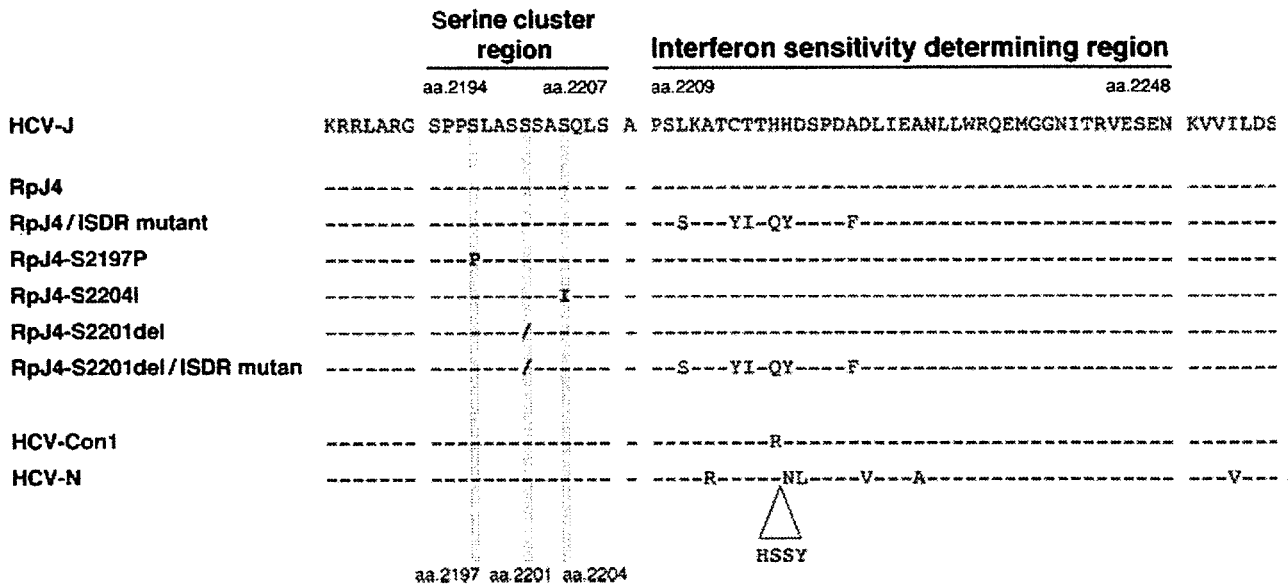 Serine cluster
region
Interferon sensitivity determining region
aa.2194 aa.2207 aa.2209 aa.2248
HCV-J KRRLARG SPPSLASSSASQLS A PSLKATCTTHHDSPDADLIEANLLWRQEMGGNITRVESEN KVVILDS
RpJ4 ------- -------------- - ---------------------------------------- -------
RpJ4/ISDR mutant ------- -------------- - --S---YI-QY----F------------------------ -------
RpJ4-S2197P ------- ---P---------- - ---------------------------------------- -------
RpJ4-S2204I ------- ----------I--- - ---------------------------------------- -------
RpJ4-S2201del ------- -------/------ - ---------------------------------------- -------
RpJ4-S2201del/ISDR mutan ------- -------/------ - --S---YI-QY----F------------------------ -------
HCV-Con1 ------- -------------- - ---------R------------------------------ -------
HCV-N ------- -------------- - ----R-----NL----V---A------------------- ---V---
HSSY
aa.2197 aa.2201 aa.2204